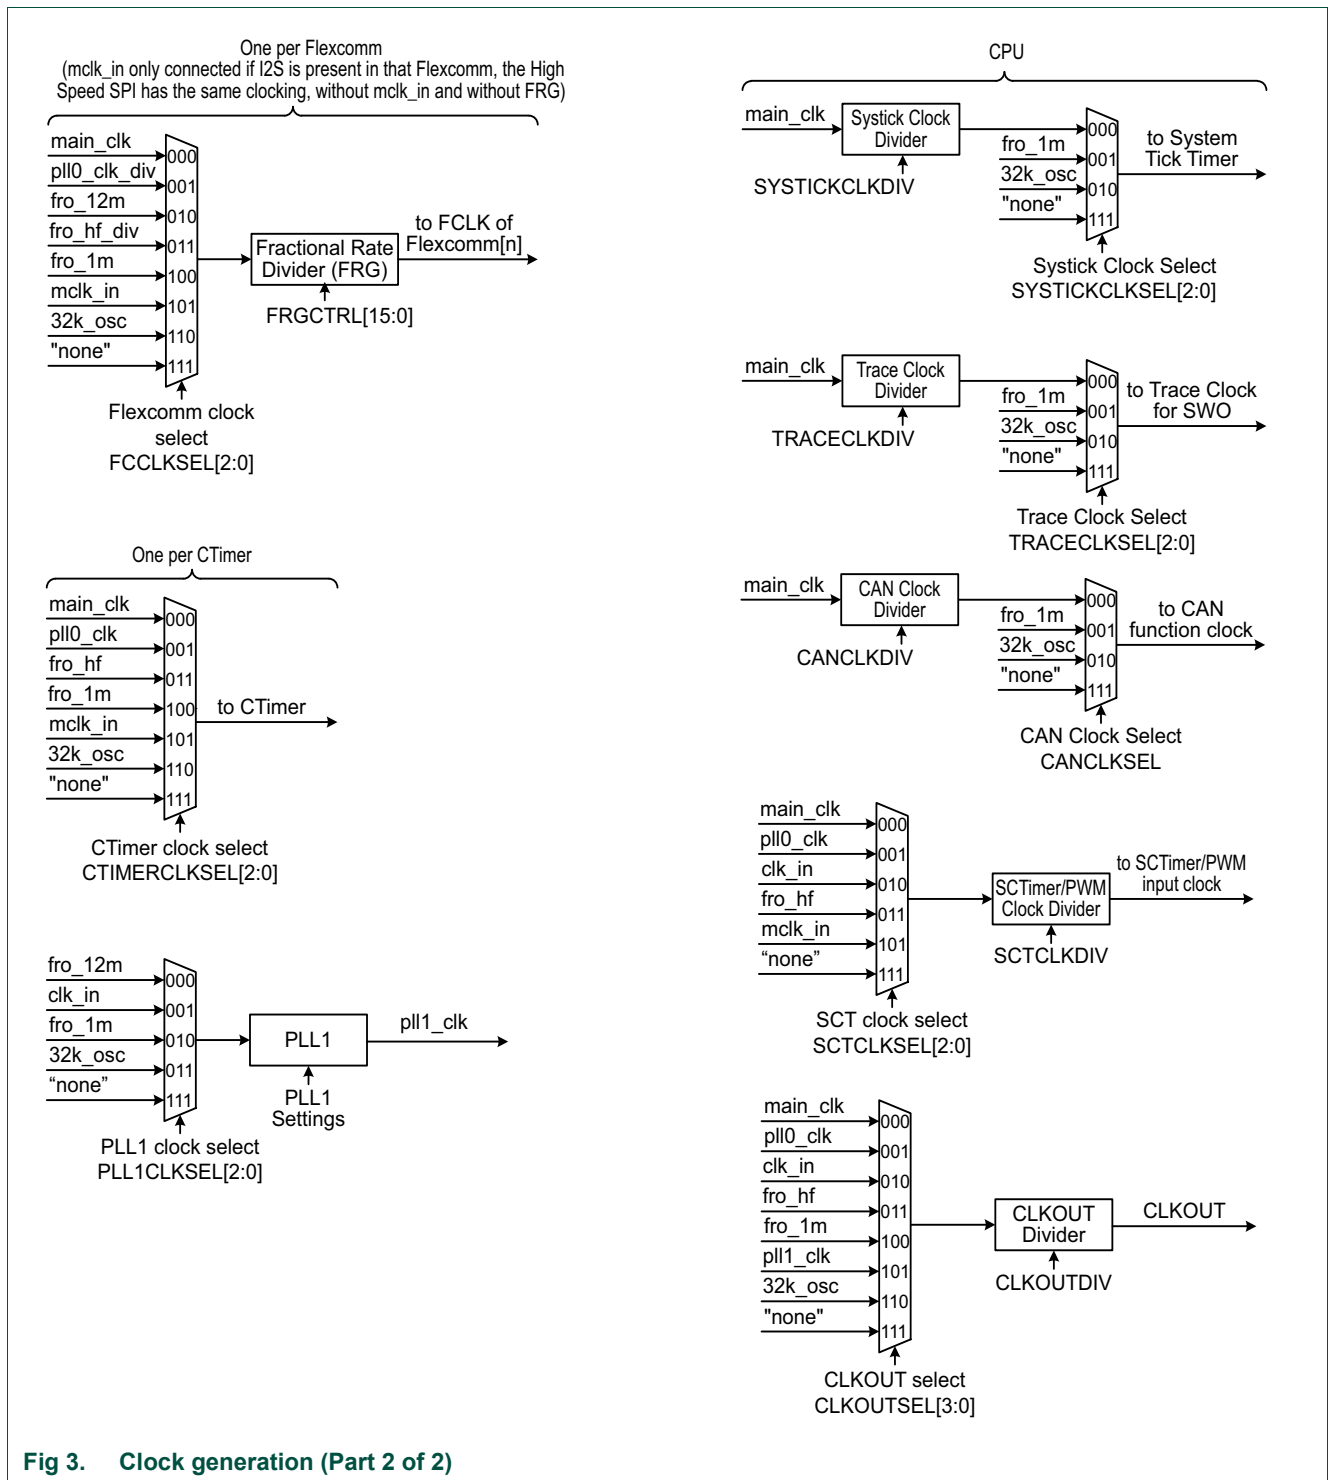 One per Flexcomm
(mclk_in only connected if I2S is present in that Flexcomm, the High
Speed SPI has the same clocking, without mclk_in and without FRG)
main_clk
000
pll0_clk_div
001
fro_12m
010
fro_hf_div
011
fro_1m
100
mclk_in
101
32k_osc
110
"none"
111
Fractional Rate
Divider (FRG)
to FCLK of
Flexcomm[n]
FRGCTRL[15:0]
Flexcomm clock
select
FCCLKSEL[2:0]
One per CTimer
main_clk
000
pll0_clk
001
fro_hf
011
fro_1m
100
mclk_in
101
32k_osc
110
"none"
111
to CTimer
CTimer clock select
CTIMERCLKSEL[2:0]
fro_12m
000
clk_in
001
fro_1m
010
32k_osc
011
“none”
111
PLL1
pll1_clk
PLL1
Settings
PLL1 clock select
PLL1CLKSEL[2:0]
CPU
main_clk
Systick Clock
Divider
SYSTICKCLKDIV
000
fro_1m
001
32k_osc
010
"none"
111
to System
Tick Timer
Systick Clock Select
SYSTICKCLKSEL[2:0]
main_clk
Trace Clock
Divider
TRACECLKDIV
000
fro_1m
001
32k_osc
010
"none"
111
to Trace Clock
for SWO
Trace Clock Select
TRACECLKSEL[2:0]
main_clk
CAN Clock
Divider
CANCLKDIV
000
fro_1m
001
32k_osc
010
"none"
111
to CAN
function clock
CAN Clock Select
CANCLKSEL
main_clk
000
pll0_clk
001
clk_in
010
fro_hf
011
mclk_in
101
“none”
111
SCTimer/PWM
Clock Divider
to SCTimer/PWM
input clock
SCTCLKDIV
SCT clock select
SCTCLKSEL[2:0]
main_clk
000
pll0_clk
001
clk_in
010
fro_hf
011
fro_1m
100
pll1_clk
101
32k_osc
110
"none"
111
CLKOUT
Divider
CLKOUT
CLKOUTDIV
CLKOUT select
CLKOUTSEL[3:0]
Fig 3. Clock generation (Part 2 of 2)